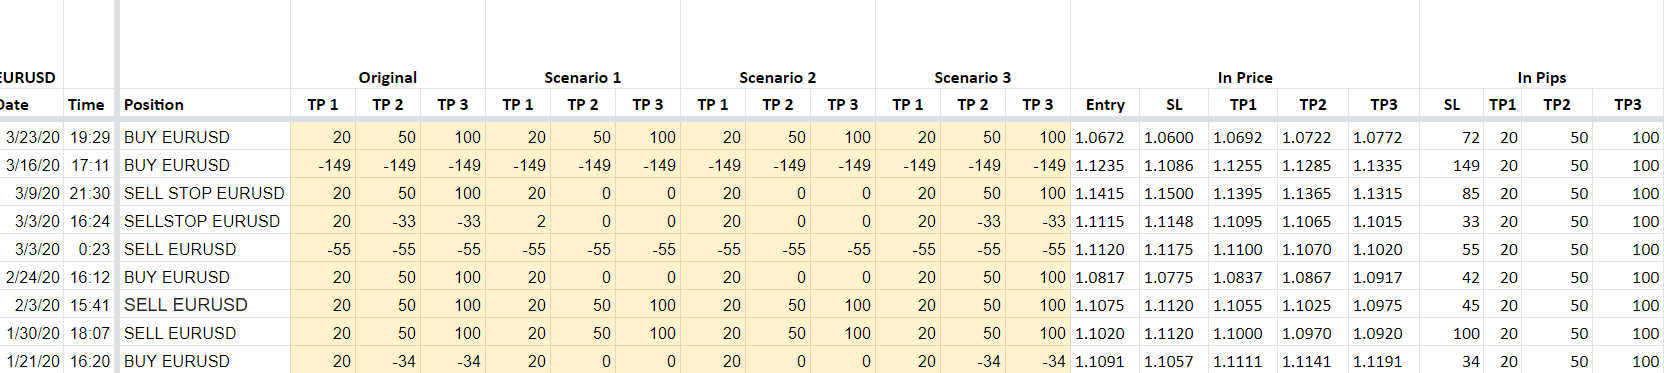 EURUSD Original Scenario 1 Scenario 2 Scenario 3 In Price In Pips
Date Time Position TP 1 TP 2 TP 3 TP 1 TP 2 TP 3 TP 1 TP 2 TP 3 TP 1 TP 2 TP 3 Entry SL TP1 TP2 TP3 SL TP1 TP2 TP3
3/23/20 19:29 BUY EURUSD 20 50 100 20 50 100 20 50 100 20 50 100 1.0672 1.0600 1.0692 1.0722 1.0772 72 20 50 100
3/16/20 17:11 BUY EURUSD -149 -149 -149 -149 -149 -149 -149 -149 -149 -149 -149 -149 1.1235 1.1086 1.1255 1.1285 1.1335 149 20 50 100
3/9/20 21:30 SELL STOP EURUSD 20 50 100 20 0 0 20 0 0 20 50 100 1.1415 1.1500 1.1395 1.1365 1.1315 85 20 50 100
3/3/20 16:24 SELLSTOP EURUSD 20 -33 -33 2 0 0 20 0 0 20 -33 -33 1.1115 1.1148 1.1095 1.1065 1.1015 33 20 50 100
3/3/20 0:23 SELL EURUSD -55 -55 -55 -55 -55 -55 -55 -55 -55 -55 -55 -55 1.1120 1.1175 1.1100 1.1070 1.1020 55 20 50 100
2/24/20 16:12 BUY EURUSD 20 50 100 20 0 0 20 0 0 20 50 100 1.0817 1.0775 1.0837 1.0867 1.0917 42 20 50 100
2/3/20 15:41 SELL EURUSD 20 50 100 20 50 100 20 50 100 20 50 100 1.1075 1.1120 1.1055 1.1025 1.0975 45 20 50 100
1/30/20 18:07 SELL EURUSD 20 50 100 20 50 100 20 50 100 20 50 100 1.1020 1.1120 1.1000 1.0970 1.0920 100 20 50 100
1/21/20 16:20 BUY EURUSD 20 -34 -34 20 0 0 20 0 0 20 -34 -34 1.1091 1.1057 1.1111 1.1141 1.1191 34 20 50 100